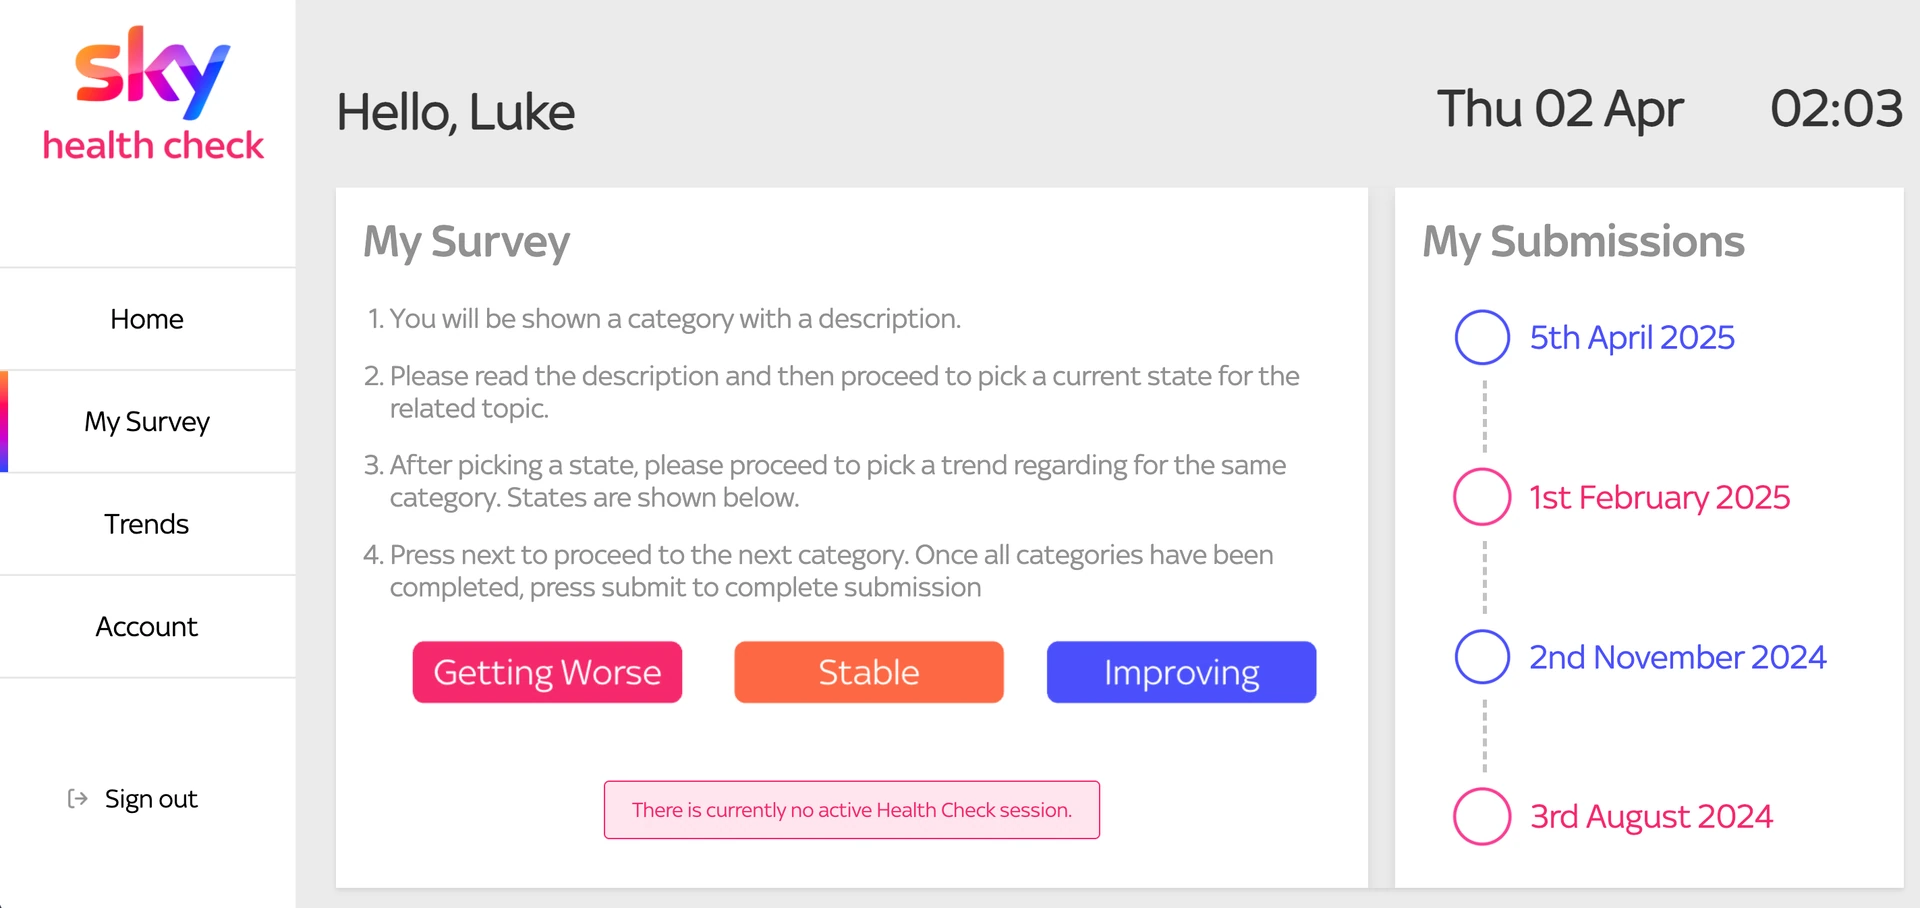 sky
health check
Home
My Survey
Trends
Account
Sign out
Hello, Luke
Thu 02 Apr 02:03
My Survey
1. You will be shown a category with a description.
2. Please read the description and then proceed to pick a current state for the
related topic.
3. After picking a state, please proceed to pick a trend regarding for the same
category. States are shown below.
4. Press next to proceed to the next category. Once all categories have been
completed, press submit to complete submission
Getting Worse
Stable
Improving
There is currently no active Health Check session.
My Submissions
5th April 2025
1st February 2025
2nd November 2024
3rd August 2024